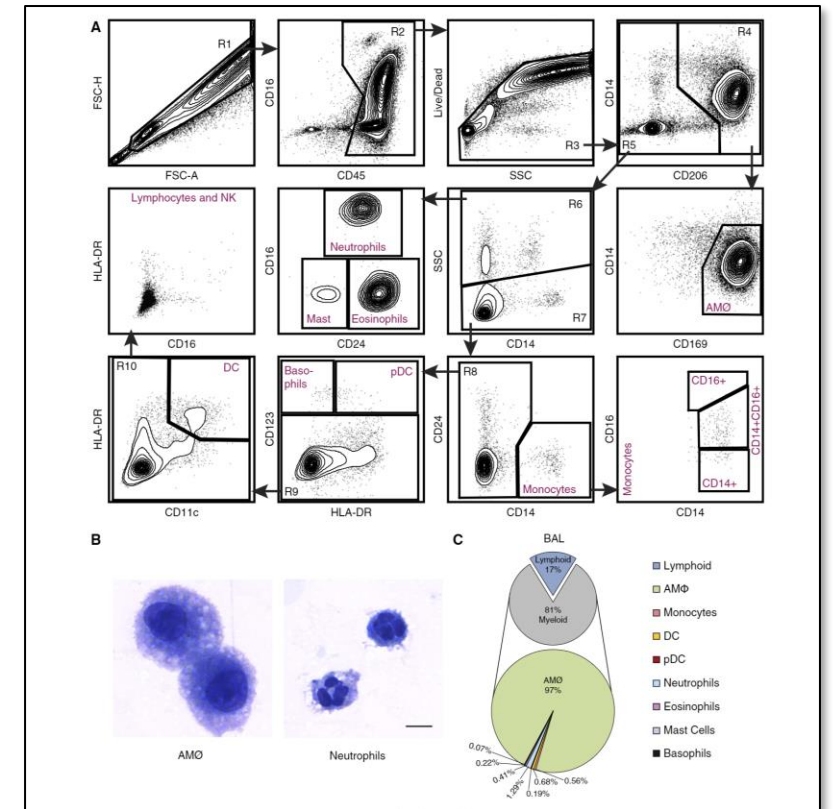 A
R1
FSC-H
FSC-A
R2
CD16
CD45
Live/Dead
R3
SSC
R4
CD14
R5
CD206
Lymphocytes and NK
HLA-DR
CD16
CD16
Neutrophils
Mast
Eosinophils
CD24
SSC
R6
R7
CD14
CD14
AMØ
CD169
R10
DC
HLA-DR
CD11c
Baso-
phils
pDC
CD123
R9
HLA-DR
R8
CD24
Monocytes
CD14
Monocytes
CD16
CD16+
CD14+CD16+
CD14+
CD14
B
AMØ
Neutrophils
C
BAL
Lymphoid
17%
81%
Myeloid
AMØ
97%
0.07%
0.22%
0.41%
1.29%
0.19%
0.68%
0.56%
Lymphoid
AMΦ
Monocytes
DC
pDC
Neutrophils
Eosinophils
Mast Cells
Basophils